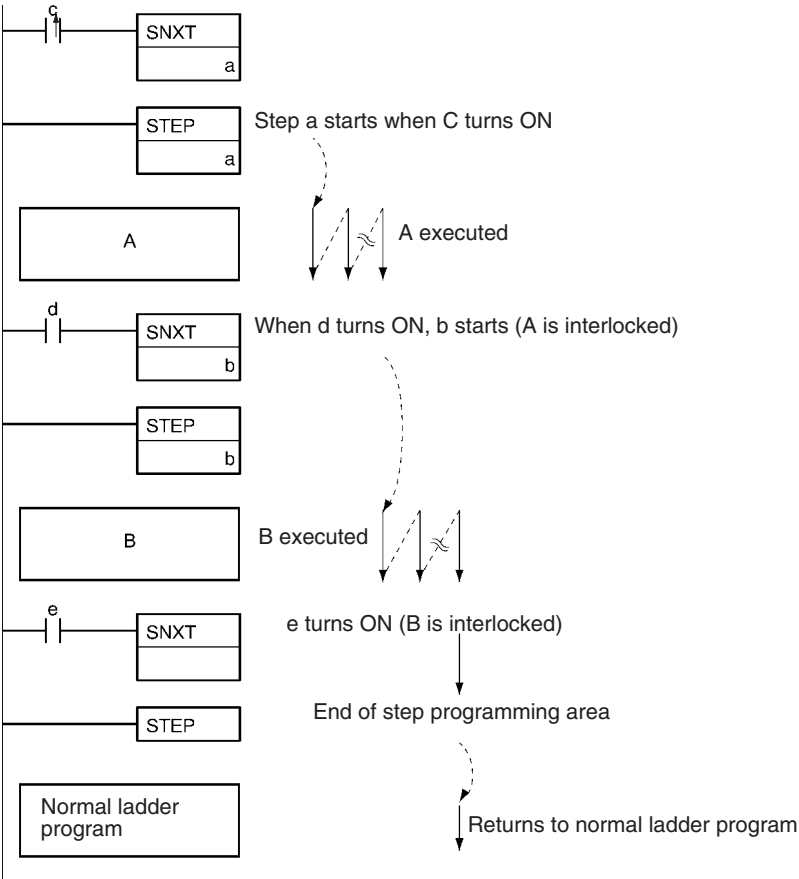 c
SNXT
a
STEP
a
Step a starts when C turns ON
A
A executed
d
SNXT
b
When d turns ON, b starts (A is interlocked)
STEP
b
B
B executed
e
SNXT
e turns ON (B is interlocked)
STEP
End of step programming area
Normal ladder
program
Returns to normal ladder program